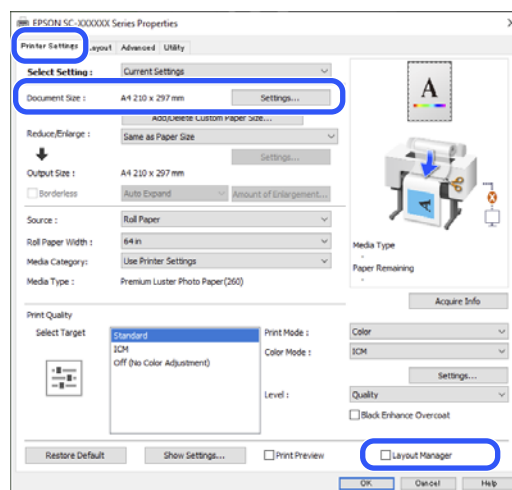 EPSON SC-XXXXXX Series Properties
Printer Settings Layout Advanced Utility
Select Setting : Current Settings
Document Size : A4 210 x 297 mm Settings...
Add/Delete Custom Paper Size...
Reduce/Enlarge : Same as Paper Size
Settings...
Output Size : A4 210 x 297 mm
Borderless Auto Expand Amount of Enlargement...
Source : Roll Paper
Roll Paper Width : 64 in
Media Category: Use Printer Settings
Media Type : Premium Luster Photo Paper(260)
A
A
Media Type
-
Paper Remaining
-
Acquire Info
Print Quality
Select Target
Standard
ICM
Off (No Color Adjustment)
Print Mode : Color
Color Mode : ICM
Settings...
Level : Quality
Black Enhance Overcoat
Restore Default Show Settings... Print Preview Layout Manager
OK Cancel Help